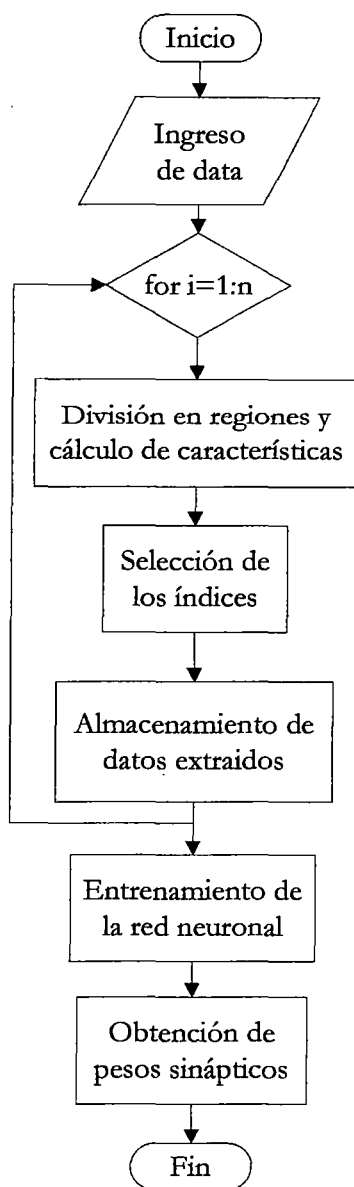 Inicio
Ingreso
de data
for i=1:n
División en regiones y
cálculo de características
Selección de
los índices
Almacenamiento de
datos extraidos
Entrenamiento de
la red neuronal
Obtención de
pesos sinápticos
Fin